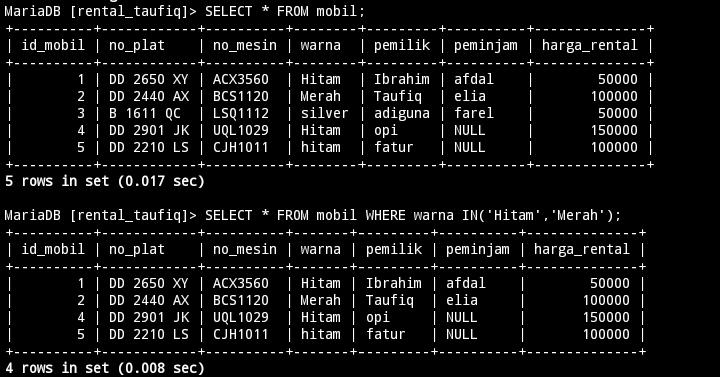 MariaDB [rental_taufiq]> SELECT * FROM mobil;
+----------+------------+----------+--------+---------+----------+--------------+
| id_mobil | no_plat    | no_mesin | warna  | pemilik | peminjam | harga_rental |
+----------+------------+----------+--------+---------+----------+--------------+
|        1 | DD 2650 XY | ACX3560  | Hitam  | Ibrahim | afdal    |        50000 |
|        2 | DD 2440 AX | BCS1120  | Merah  | Taufiq  | elia     |       100000 |
|        3 | B 1611 QC  | LSQ1112  | silver | adiguna | farel    |        50000 |
|        4 | DD 2901 JK | UQL1029  | Hitam  | opi     | NULL     |       150000 |
|        5 | DD 2210 LS | CJH1011  | hitam  | fatur   | NULL     |       100000 |
+----------+------------+----------+--------+---------+----------+--------------+
5 rows in set (0.017 sec)

MariaDB [rental_taufiq]> SELECT * FROM mobil WHERE warna IN('Hitam','Merah');
+----------+------------+----------+-------+---------+----------+--------------+
| id_mobil | no_plat    | no_mesin | warna | pemilik | peminjam | harga_rental |
+----------+------------+----------+-------+---------+----------+--------------+
|        1 | DD 2650 XY | ACX3560  | Hitam | Ibrahim | afdal    |        50000 |
|        2 | DD 2440 AX | BCS1120  | Merah | Taufiq  | elia     |       100000 |
|        4 | DD 2901 JK | UQL1029  | Hitam | opi     | NULL     |       150000 |
|        5 | DD 2210 LS | CJH1011  | hitam | fatur   | NULL     |       100000 |
+----------+------------+----------+-------+---------+----------+--------------+
4 rows in set (0.008 sec)